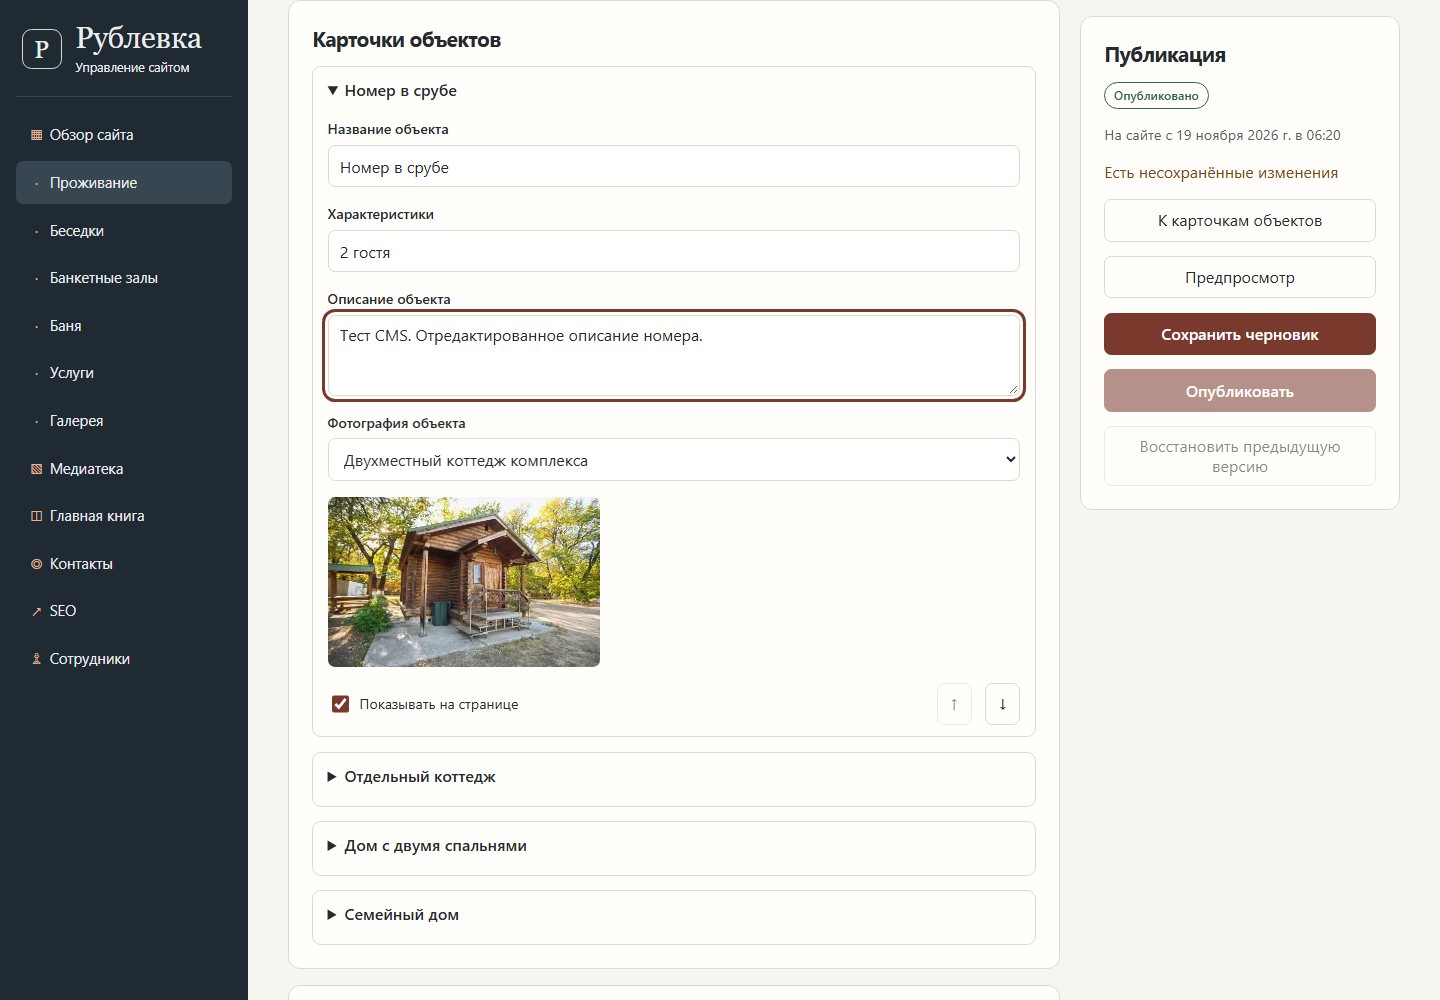 Р
Рублевка
Управление сайтом
Обзор сайта
Проживание
Беседки
Банкетные залы
Баня
Услуги
Галерея
Медиатека
Главная книга
Контакты
SEO
Сотрудники
Карточки объектов
Номер в срубе
Название объекта
Номер в срубе
Характеристики
2 гостя
Описание объекта
Тест CMS. Отредактированное описание номера.
Фотография объекта
Двухместный коттедж комплекса
Показывать на странице
↑ ↓
Отдельный коттедж
Дом с двумя спальнями
Семейный дом
Публикация
Опубликовано
На сайте с 19 ноября 2026 г. в 06:20
Есть несохранённые изменения
К карточкам объектов
Предпросмотр
Сохранить черновик
Опубликовать
Восстановить предыдущую
версию